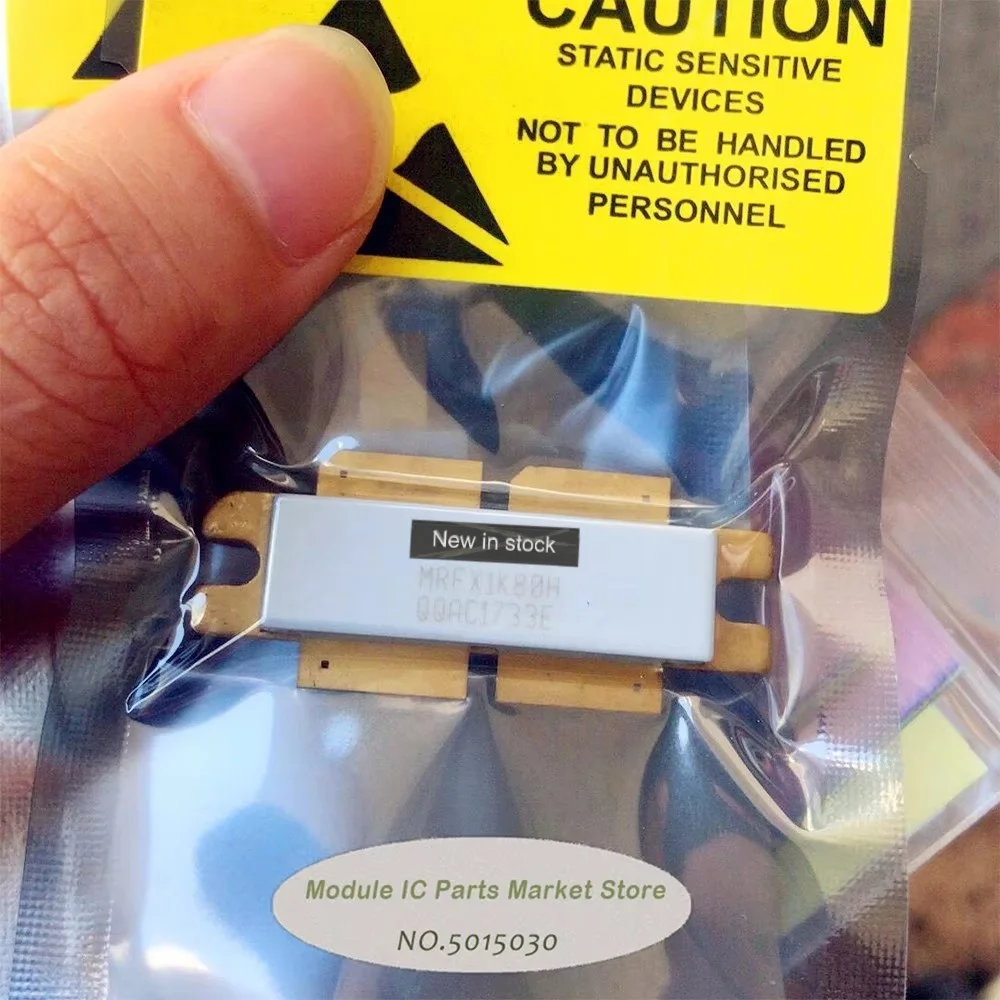 CAUTION
STATIC SENSITIVE
DEVICES
NOT TO BE HANDLED
BY UNAUTHORISED
PERSONNEL
New in stock
MRFX1K80H
QQAC1733E
Module IC Parts Market Store
NO.5015030